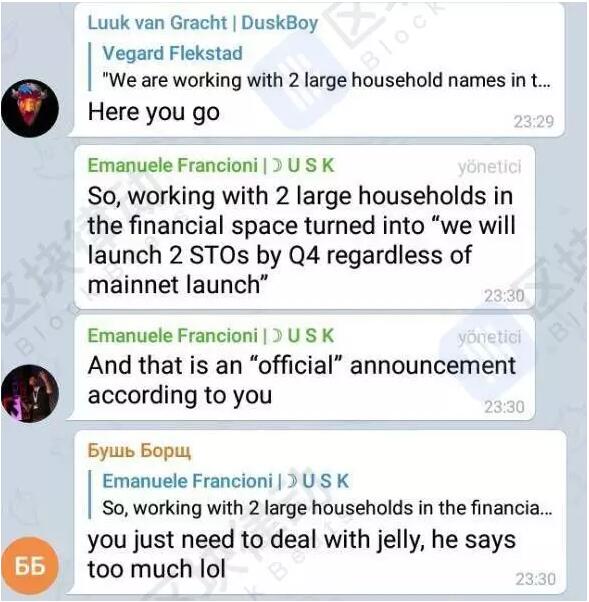 Luuk van Gracht | DuskBoy
Vegard Flekstad
"We are working with 2 large household names in t...
Here you go
23:29
Emanuele Francioni |☽ U S K
yönetici
So, working with 2 large households in
the financial space turned into “we will
launch 2 STOs by Q4 regardless of
mainnet launch”
23:30
Emanuele Francioni |☽ U S K
yönetici
And that is an “official” announcement
according to you
23:30
Бушь Борщ
Emanuele Francioni |☽ U S K
So, working with 2 large households in the financia...
you just need to deal with jelly, he says
too much lol
ББ
23:30